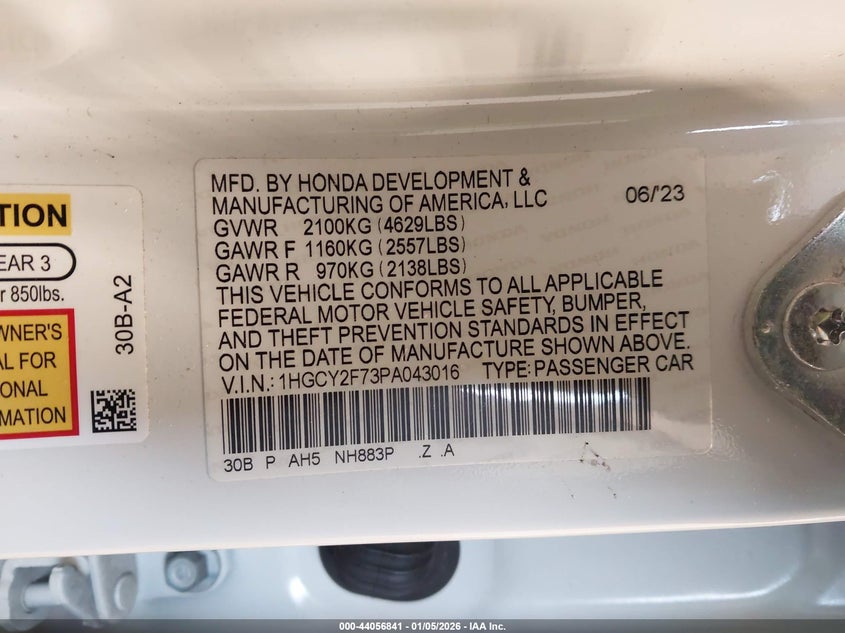 TION
EAR 3
r 850lbs.
WNER'S
AL FOR
IONAL
MATION
30B-A2
MFD. BY HONDA DEVELOPMENT & 
MANUFACTURING OF AMERICA, LLC 06/'23
GVWR 2100KG (4629LBS)
GAWR F 1160KG (2557LBS)
GAWR R 970KG (2138LBS)
THIS VEHICLE CONFORMS TO ALL APPLICABLE
FEDERAL MOTOR VEHICLE SAFETY, BUMPER,
AND THEFT PREVENTION STANDARDS IN EFFECT
ON THE DATE OF MANUFACTURE SHOWN ABOVE.
V.I.N.: 1HGCY2F73PA043016 TYPE: PASSENGER CAR
30B P AH5 NH883P .Z .A
000-44056841 - 01/05/2026 - IAA Inc.